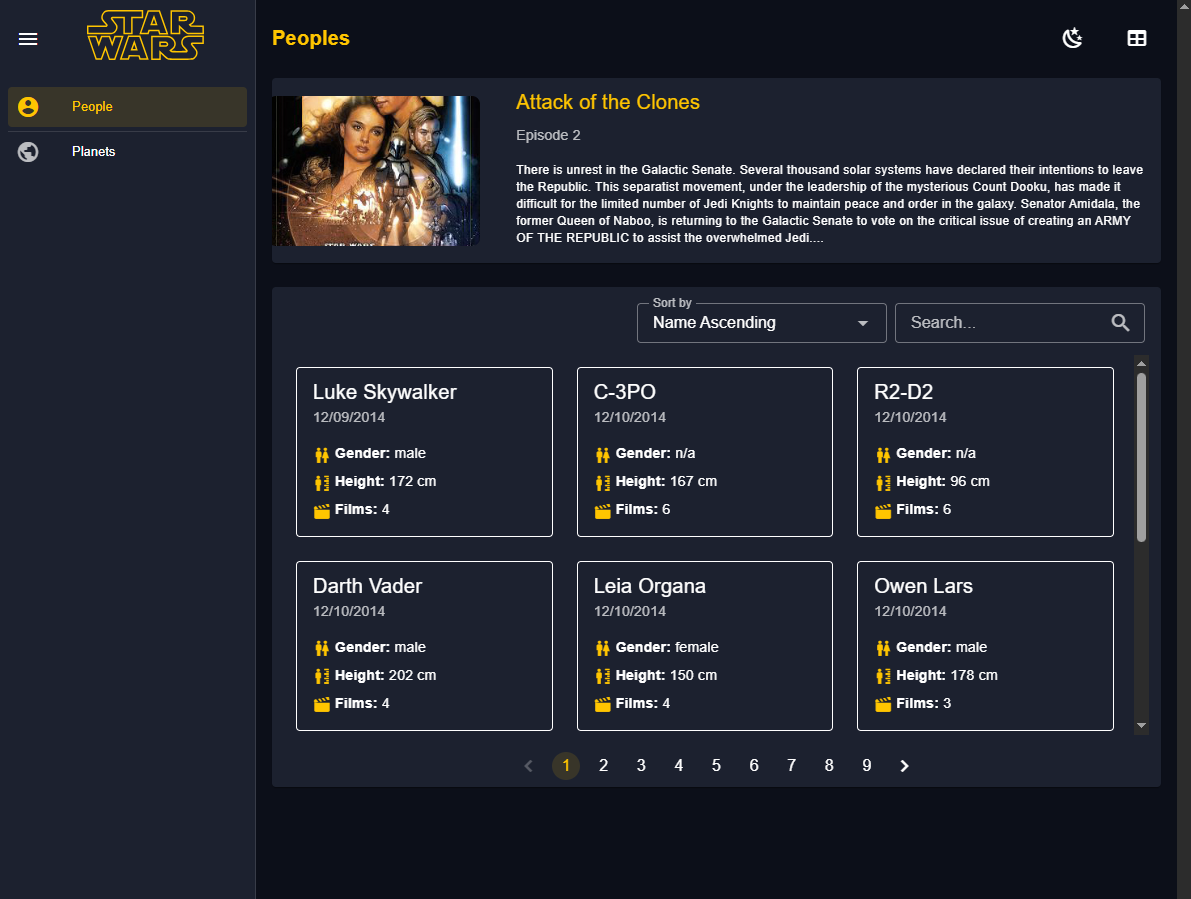 STAR
WARS
Peoples
People
Planets
Attack of the Clones
Episode 2
There is unrest in the Galactic Senate. Several thousand solar systems have declared their intentions to leave
the Republic. This separatist movement, under the leadership of the mysterious Count Dooku, has made it
difficult for the limited number of Jedi Knights to maintain peace and order in the galaxy. Senator Amidala, the
former Queen of Naboo, is returning to the Galactic Senate to vote on the critical issue of creating an ARMY
OF THE REPUBLIC to assist the overwhelmed Jedi....
STAR WARS
Sort by
Name Ascending
Search...
Luke Skywalker
12/09/2014
Gender: male
Height: 172 cm
Films: 4
C-3PO
12/10/2014
Gender: n/a
Height: 167 cm
Films: 6
R2-D2
12/10/2014
Gender: n/a
Height: 96 cm
Films: 6
Darth Vader
12/10/2014
Gender: male
Height: 202 cm
Films: 4
Leia Organa
12/10/2014
Gender: female
Height: 150 cm
Films: 4
Owen Lars
12/10/2014
Gender: male
Height: 178 cm
Films: 3
1 2 3 4 5 6 7 8 9